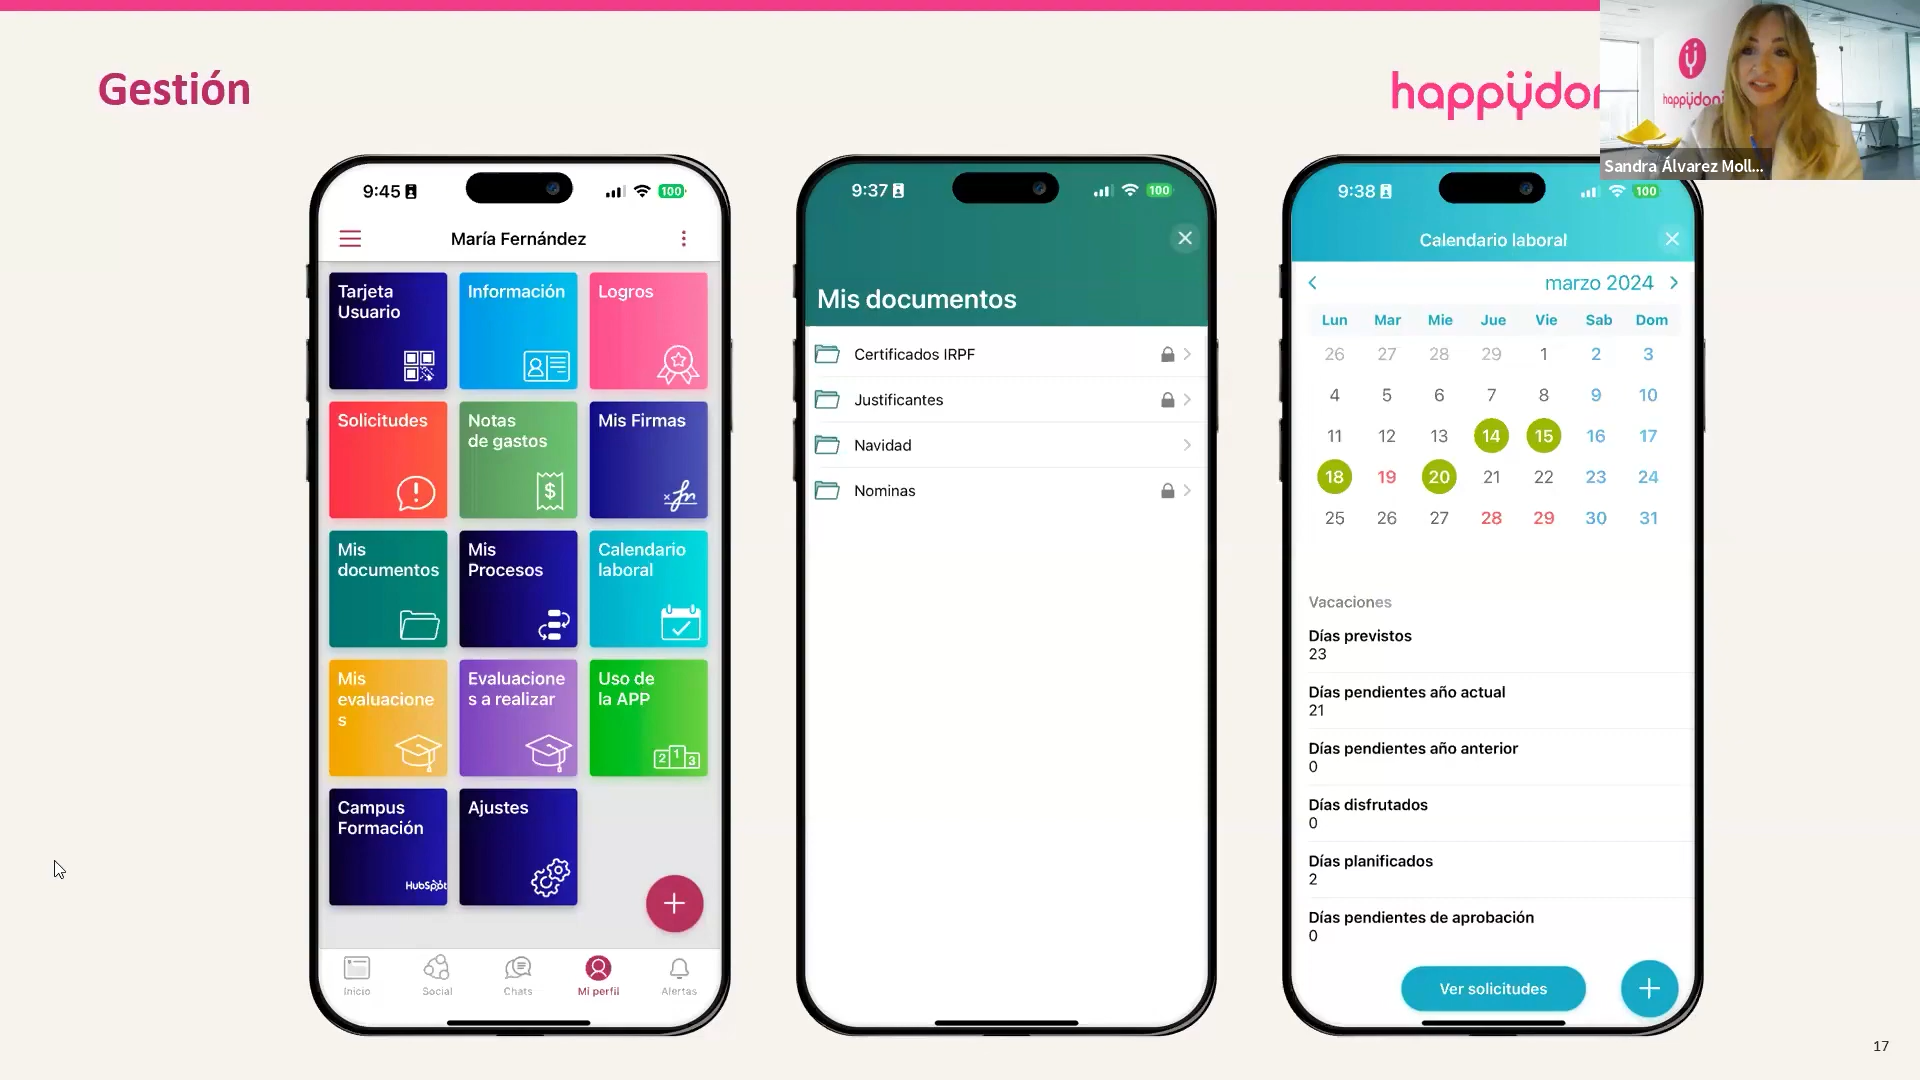 Gestión
happÿdon
happÿdoni
Sandra Álvarez Moll...
9:45
100
María Fernández
Tarjeta
Usuario
Información
Logros
Solicitudes
Notas
de gastos
Mis Firmas
Mis
documentos
Mis
Procesos
Calendario
laboral
Mis
evaluacione
s
Evaluacione
s a realizar
Uso de
la APP
2 1 3
Campus
Formación
HubSpot
Ajustes
Inicio
Social
Chats
Mi perfil
Alertas
9:37
100
Mis documentos
Certificados IRPF
Justificantes
Navidad
Nominas
9:38
100
Calendario laboral
marzo 2024
Lun Mar Mie Jue Vie Sab Dom
26 27 28 29 1 2 3
4 5 6 7 8 9 10
11 12 13 14 15 16 17
18 19 20 21 22 23 24
25 26 27 28 29 30 31
Vacaciones
Días previstos
23
Días pendientes año actual
21
Días pendientes año anterior
0
Días disfrutados
0
Días planificados
2
Días pendientes de aprobación
0
Ver solicitudes
17